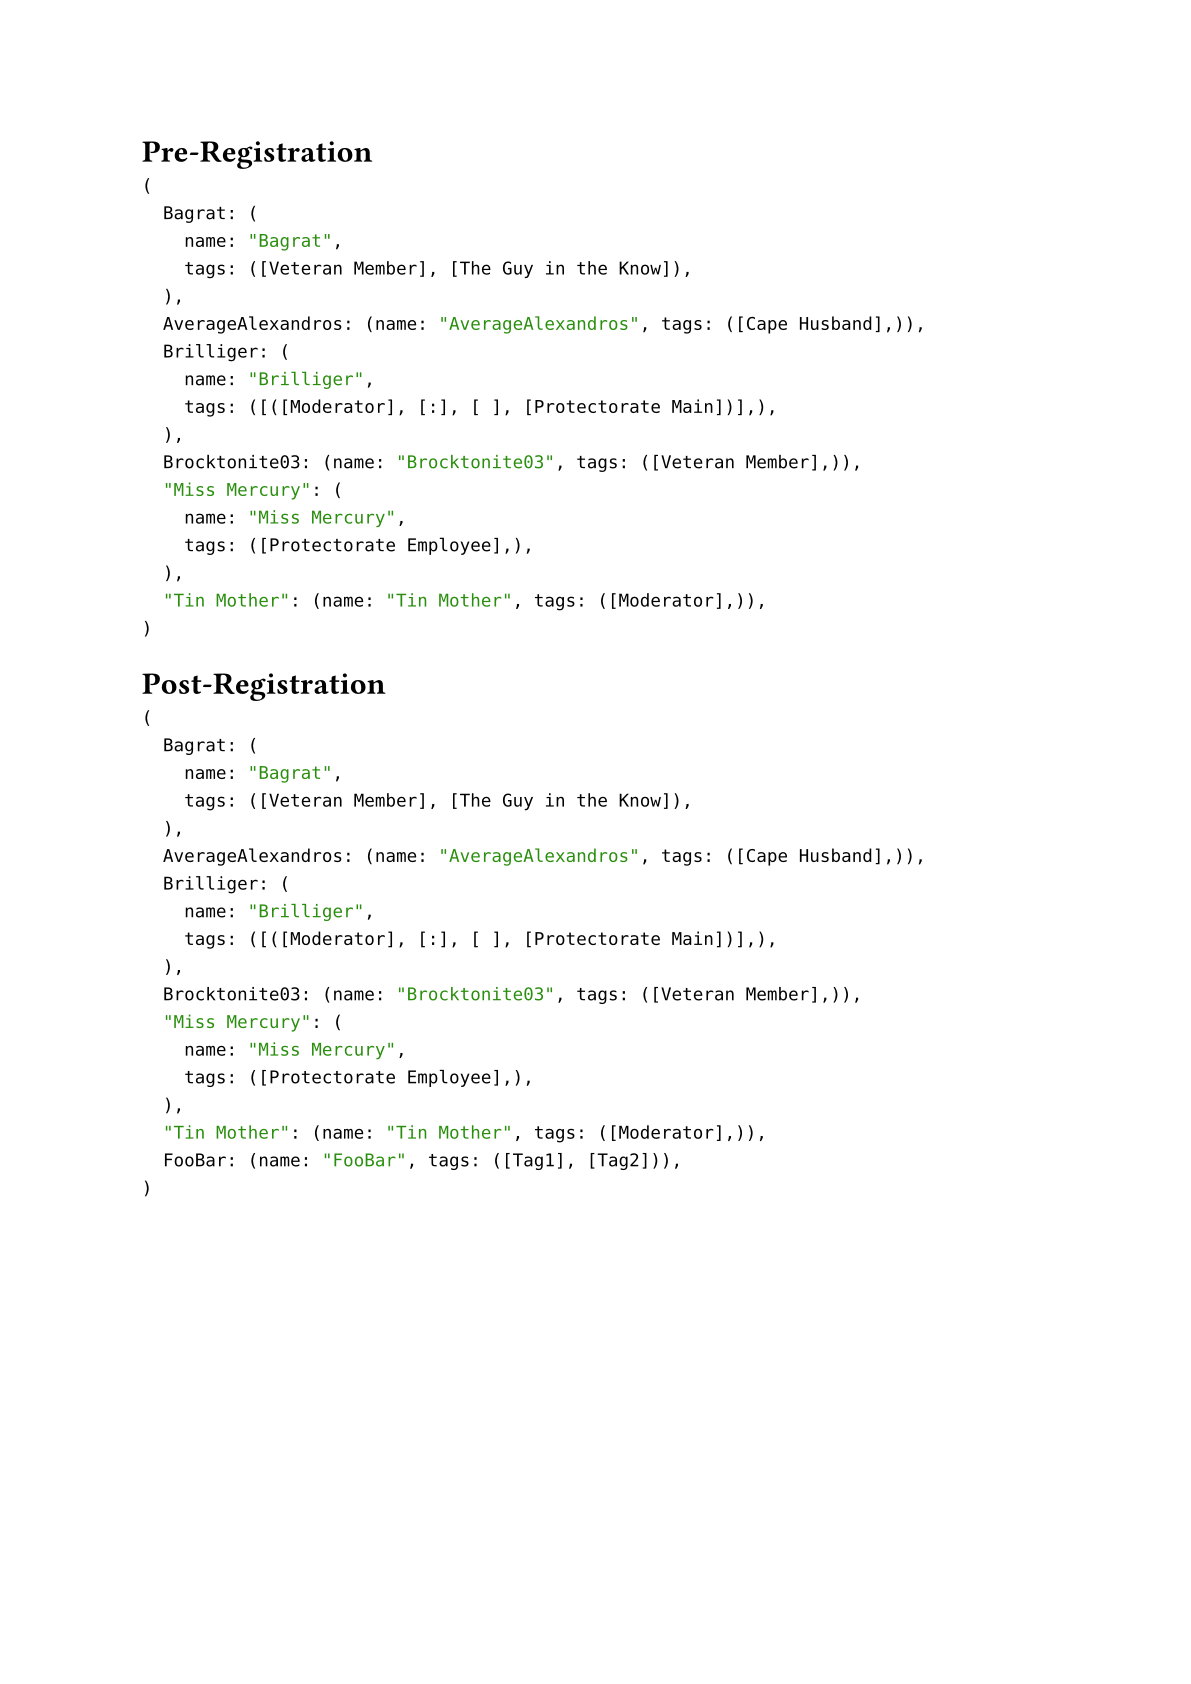 Pre-Registration
(
  Bagrat: (
    name: "Bagrat",
    tags: ([Veteran Member], [The Guy in the Know]),
  ),
  AverageAlexandros: (name: "AverageAlexandros", tags: ([Cape Husband],)),
  Brilliger: (
    name: "Brilliger",
    tags: ([([Moderator], [:], [ ], [Protectorate Main])],),
  ),
  Brocktonite03: (name: "Brocktonite03", tags: ([Veteran Member],)),
  "Miss Mercury": (
    name: "Miss Mercury",
    tags: ([Protectorate Employee],),
  ),
  "Tin Mother": (name: "Tin Mother", tags: ([Moderator],)),
)
Post-Registration
(
  Bagrat: (
    name: "Bagrat",
    tags: ([Veteran Member], [The Guy in the Know]),
  ),
  AverageAlexandros: (name: "AverageAlexandros", tags: ([Cape Husband],)),
  Brilliger: (
    name: "Brilliger",
    tags: ([([Moderator], [:], [ ], [Protectorate Main])],),
  ),
  Brocktonite03: (name: "Brocktonite03", tags: ([Veteran Member],)),
  "Miss Mercury": (
    name: "Miss Mercury",
    tags: ([Protectorate Employee],),
  ),
  "Tin Mother": (name: "Tin Mother", tags: ([Moderator],)),
  FooBar: (name: "FooBar", tags: ([Tag1], [Tag2])),
)